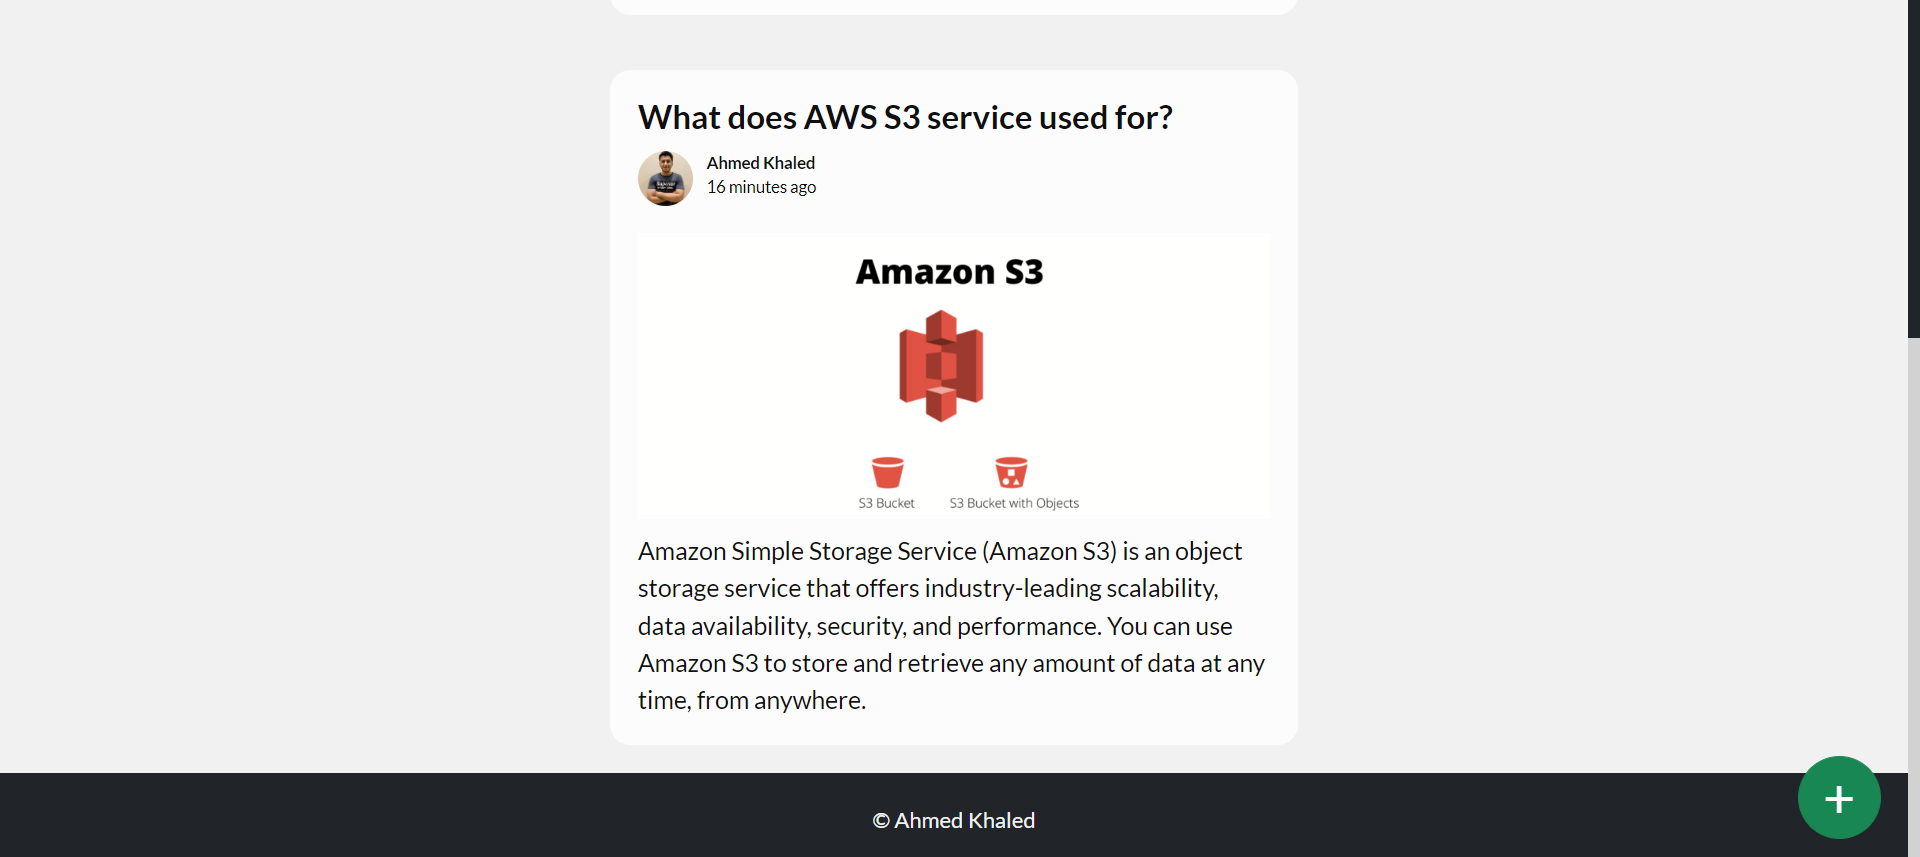 What does AWS S3 service used for?
Ahmed Khaled
16 minutes ago
Amazon S3
S3 Bucket
S3 Bucket with Objects
Amazon Simple Storage Service (Amazon S3) is an object
storage service that offers industry-leading scalability,
data availability, security, and performance. You can use
Amazon S3 to store and retrieve any amount of data at any
time, from anywhere.
© Ahmed Khaled
+